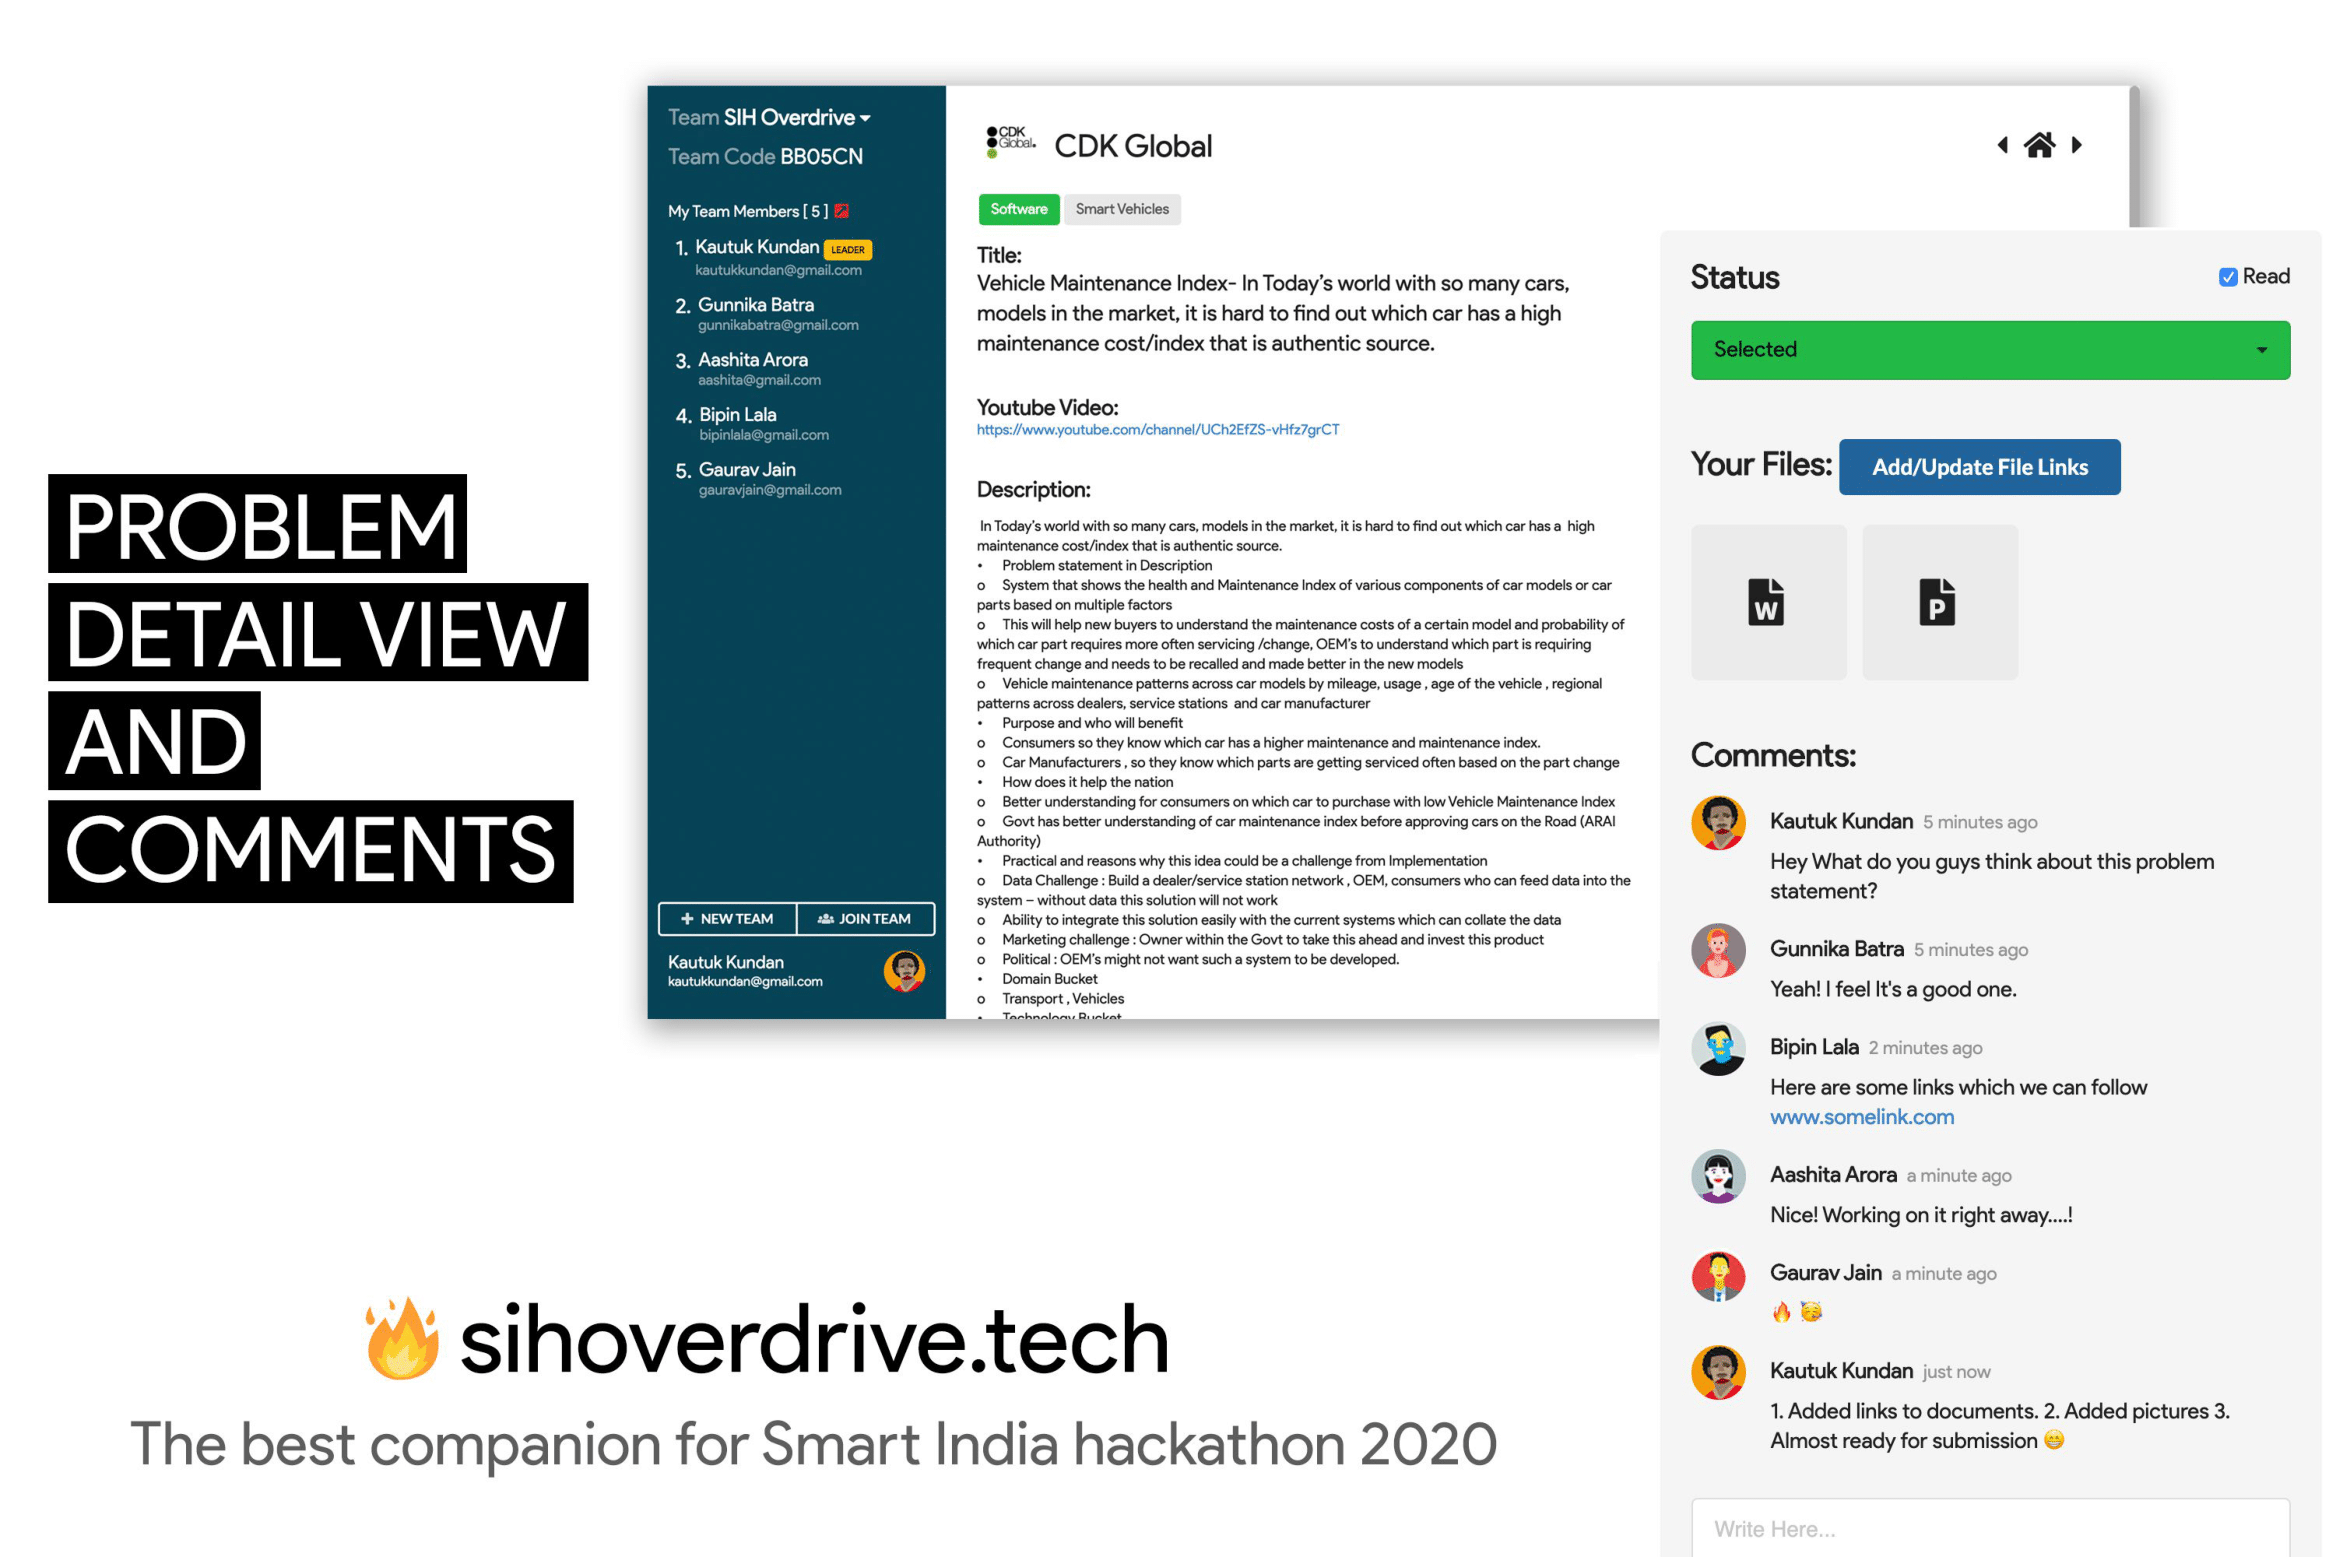 PROBLEM
DETAIL VIEW
AND
COMMENTS
Team SIH Overdrive
Team Code BB05CN
My Team Members [ 5 ]
1. Kautuk Kundan LEADER
kautukkundan@gmail.com
2. Gunnika Batra
gunnikabatra@gmail.com
3. Aashita Arora
aashita@gmail.com
4. Bipin Lala
bipinlala@gmail.com
5. Gaurav Jain
gauravjain@gmail.com
+ NEW TEAM
JOIN TEAM
Kautuk Kundan
kautukkundan@gmail.com
CDK
Global.
CDK Global
Software
Smart Vehicles
Title:
Vehicle Maintenance Index- In Today’s world with so many cars,
models in the market, it is hard to find out which car has a high
maintenance cost/index that is authentic source.
Youtube Video:
https://www.youtube.com/channel/UCh2EfZS-vHfz7grCT
Description:
In Today’s world with so many cars, models in the market, it is hard to find out which car has a high
maintenance cost/index that is authentic source.
• Problem statement in Description
o System that shows the health and Maintenance Index of various components of car models or car
parts based on multiple factors
o This will help new buyers to understand the maintenance costs of a certain model and probability of
which car part requires more often servicing /change, OEM’s to understand which part is requiring
frequent change and needs to be recalled and made better in the new models
o Vehicle maintenance patterns across car models by mileage, usage , age of the vehicle , regional
patterns across dealers, service stations and car manufacturer
• Purpose and who will benefit
o Consumers so they know which car has a higher maintenance and maintenance index.
o Car Manufacturers , so they know which parts are getting serviced often based on the part change
• How does it help the nation
o Better understanding for consumers on which car to purchase with low Vehicle Maintenance Index
o Govt has better understanding of car maintenance index before approving cars on the Road (ARAI
Authority)
• Practical and reasons why this idea could be a challenge from Implementation
o Data Challenge : Build a dealer/service station network , OEM, consumers who can feed data into the
system – without data this solution will not work
o Ability to integrate this solution easily with the current systems which can collate the data
o Marketing challenge : Owner within the Govt to take this ahead and invest this product
o Political : OEM’s might not want such a system to be developed.
• Domain Bucket
o Transport , Vehicles
• Technology Bucket
Status
Read
Selected
Your Files:
Add/Update File Links
W
P
Comments:
Kautuk Kundan 5 minutes ago
Hey What do you guys think about this problem
statement?
Gunnika Batra 5 minutes ago
Yeah! I feel It's a good one.
Bipin Lala 2 minutes ago
Here are some links which we can follow
www.somelink.com
Aashita Arora a minute ago
Nice! Working on it right away....!
Gaurav Jain a minute ago
🔥 🥳
Kautuk Kundan just now
1. Added links to documents. 2. Added pictures 3.
Almost ready for submission 😁
Write Here...
sihoverdrive.tech
The best companion for Smart India hackathon 2020